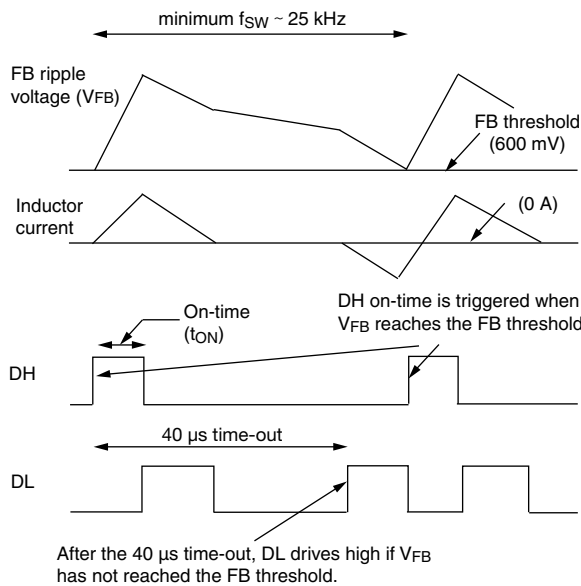 minimum fSW ~ 25 kHz
FB ripple
voltage (VFB)
FB threshold
(600 mV)
Inductor
current
(0 A)
DH on-time is triggered when
VFB reaches the FB threshold
On-time
(tON)
DH
40 µs time-out
DL
After the 40 µs time-out, DL drives high if VFB
has not reached the FB threshold.